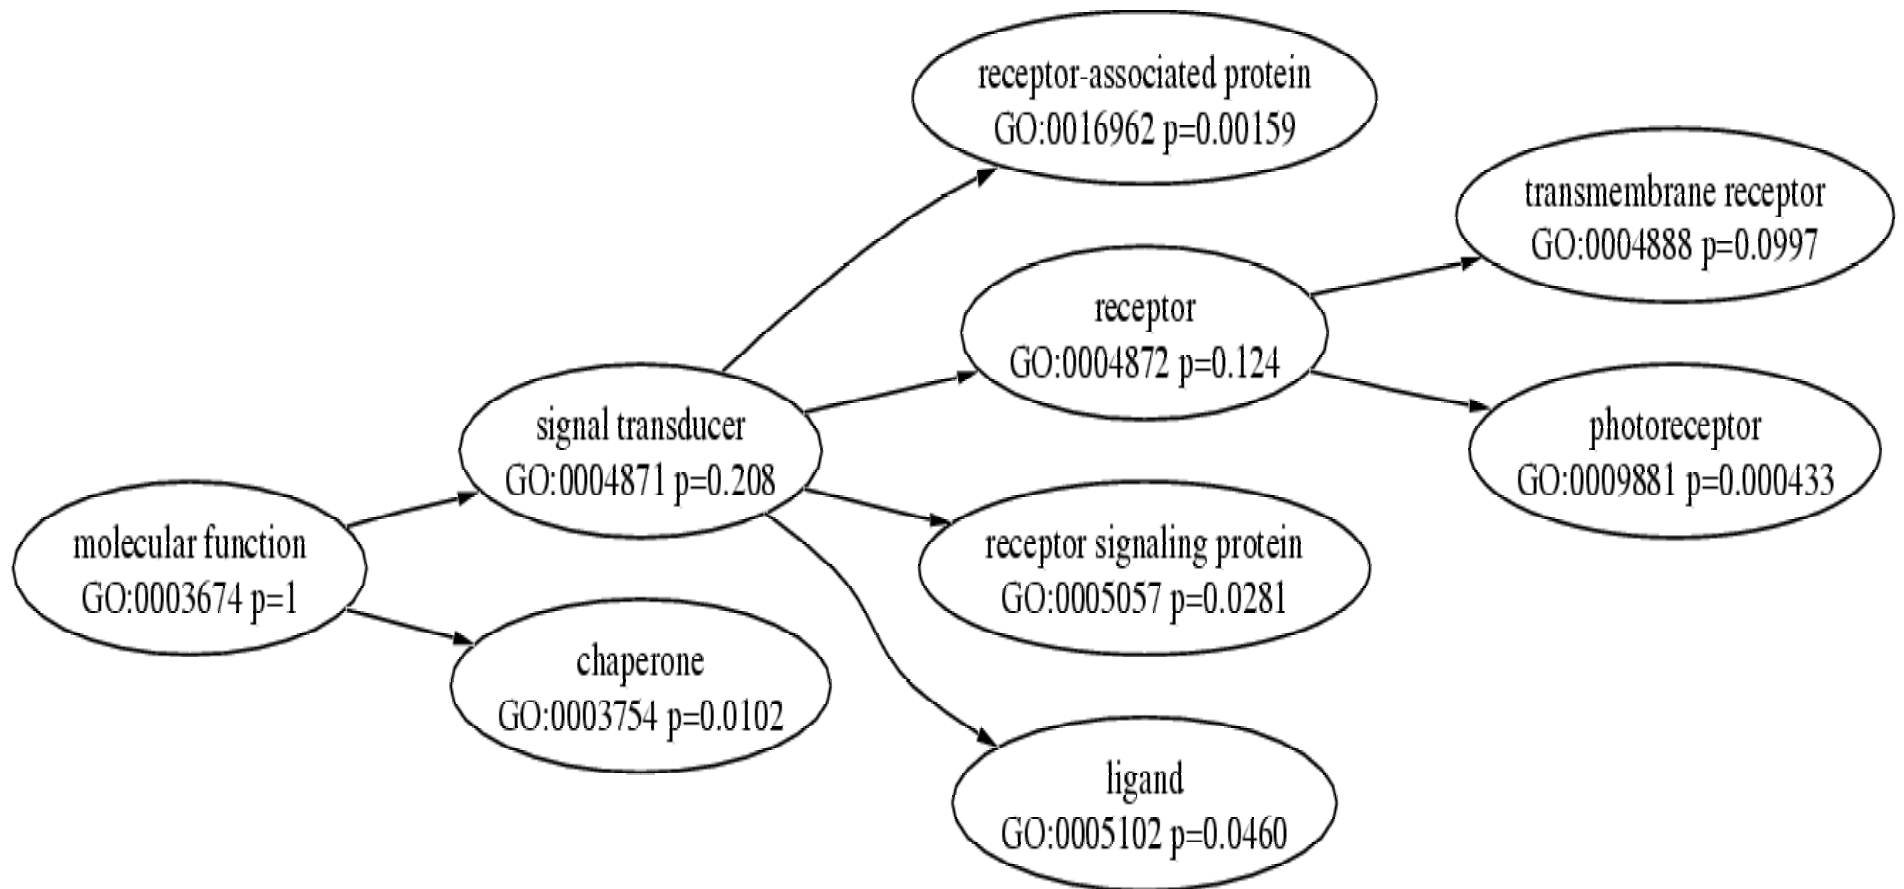 receptor-associated protein
GO:0016962 p=0.00159
transmembrane receptor
GO:0004888 p=0.0997
receptor
GO:0004872 p=0.124
signal transducer
GO:0004871 p=0.208
photoreceptor
GO:0009881 p=0.000433
molecular function
GO:0003674 p=1
receptor signaling protein
GO:0005057 p=0.0281
chaperone
GO:0003754 p=0.0102
ligand
GO:0005102 p=0.0460